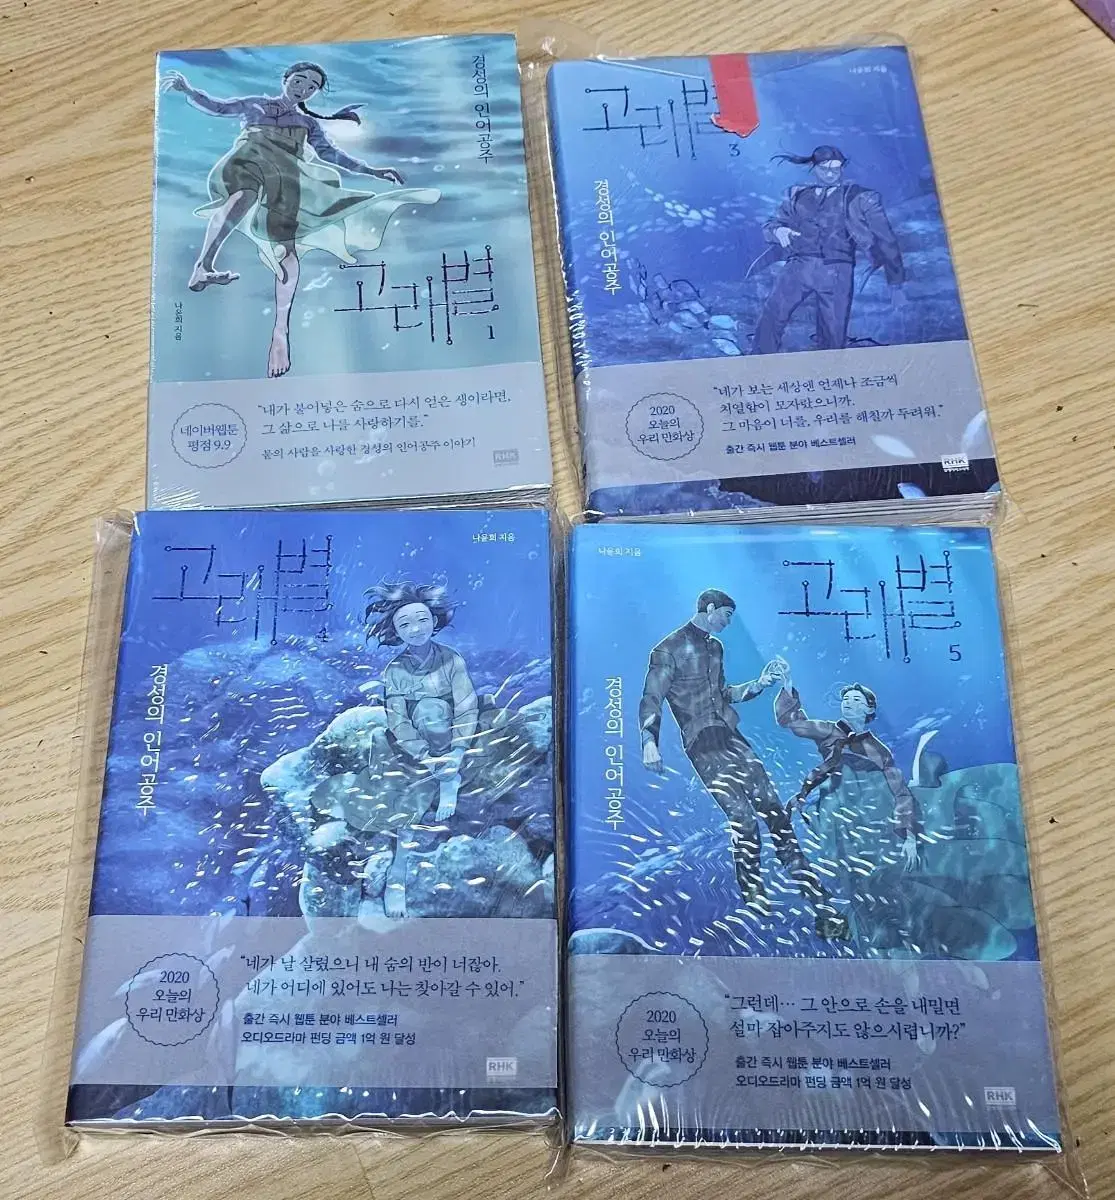 경성의 인어공주
고래별
1
나윤희 지음
네이버웹툰
평점 9.9
“내가 불어넣은 숨으로 다시 얻은 생이라면,
그 삶으로 나를 사랑하기를.”
뭍의 사람을 사랑한 경성의 인어공주 이야기
RHK
나윤희 지음
고래별
3
경성의 인어공주
2020
오늘의
우리 만화상
“네가 보는 세상엔 언제나 조금씩
치열함이 모자랐으니까.
그 마음이 너를, 우리를 해칠까 두려워.”
출간 즉시 웹툰 분야 베스트셀러
RHK
나윤희 지음
고래별
4
경성의 인어공주
2020
오늘의
우리 만화상
“네가 날 살렸으니 내 숨의 반이 너잖아.
네가 어디에 있어도 나는 찾아갈 수 있어.”
출간 즉시 웹툰 분야 베스트셀러
오디오드라마 펀딩 금액 1억 원 달성
RHK
나윤희 지음
고래별
5
경성의 인어공주
2020
오늘의
우리 만화상
“그런데… 그 안으로 손을 내밀면
설마 잡아주지도 않으시렵니까?”
출간 즉시 웹툰 분야 베스트셀러
오디오드라마 펀딩 금액 1억 원 달성
RHK